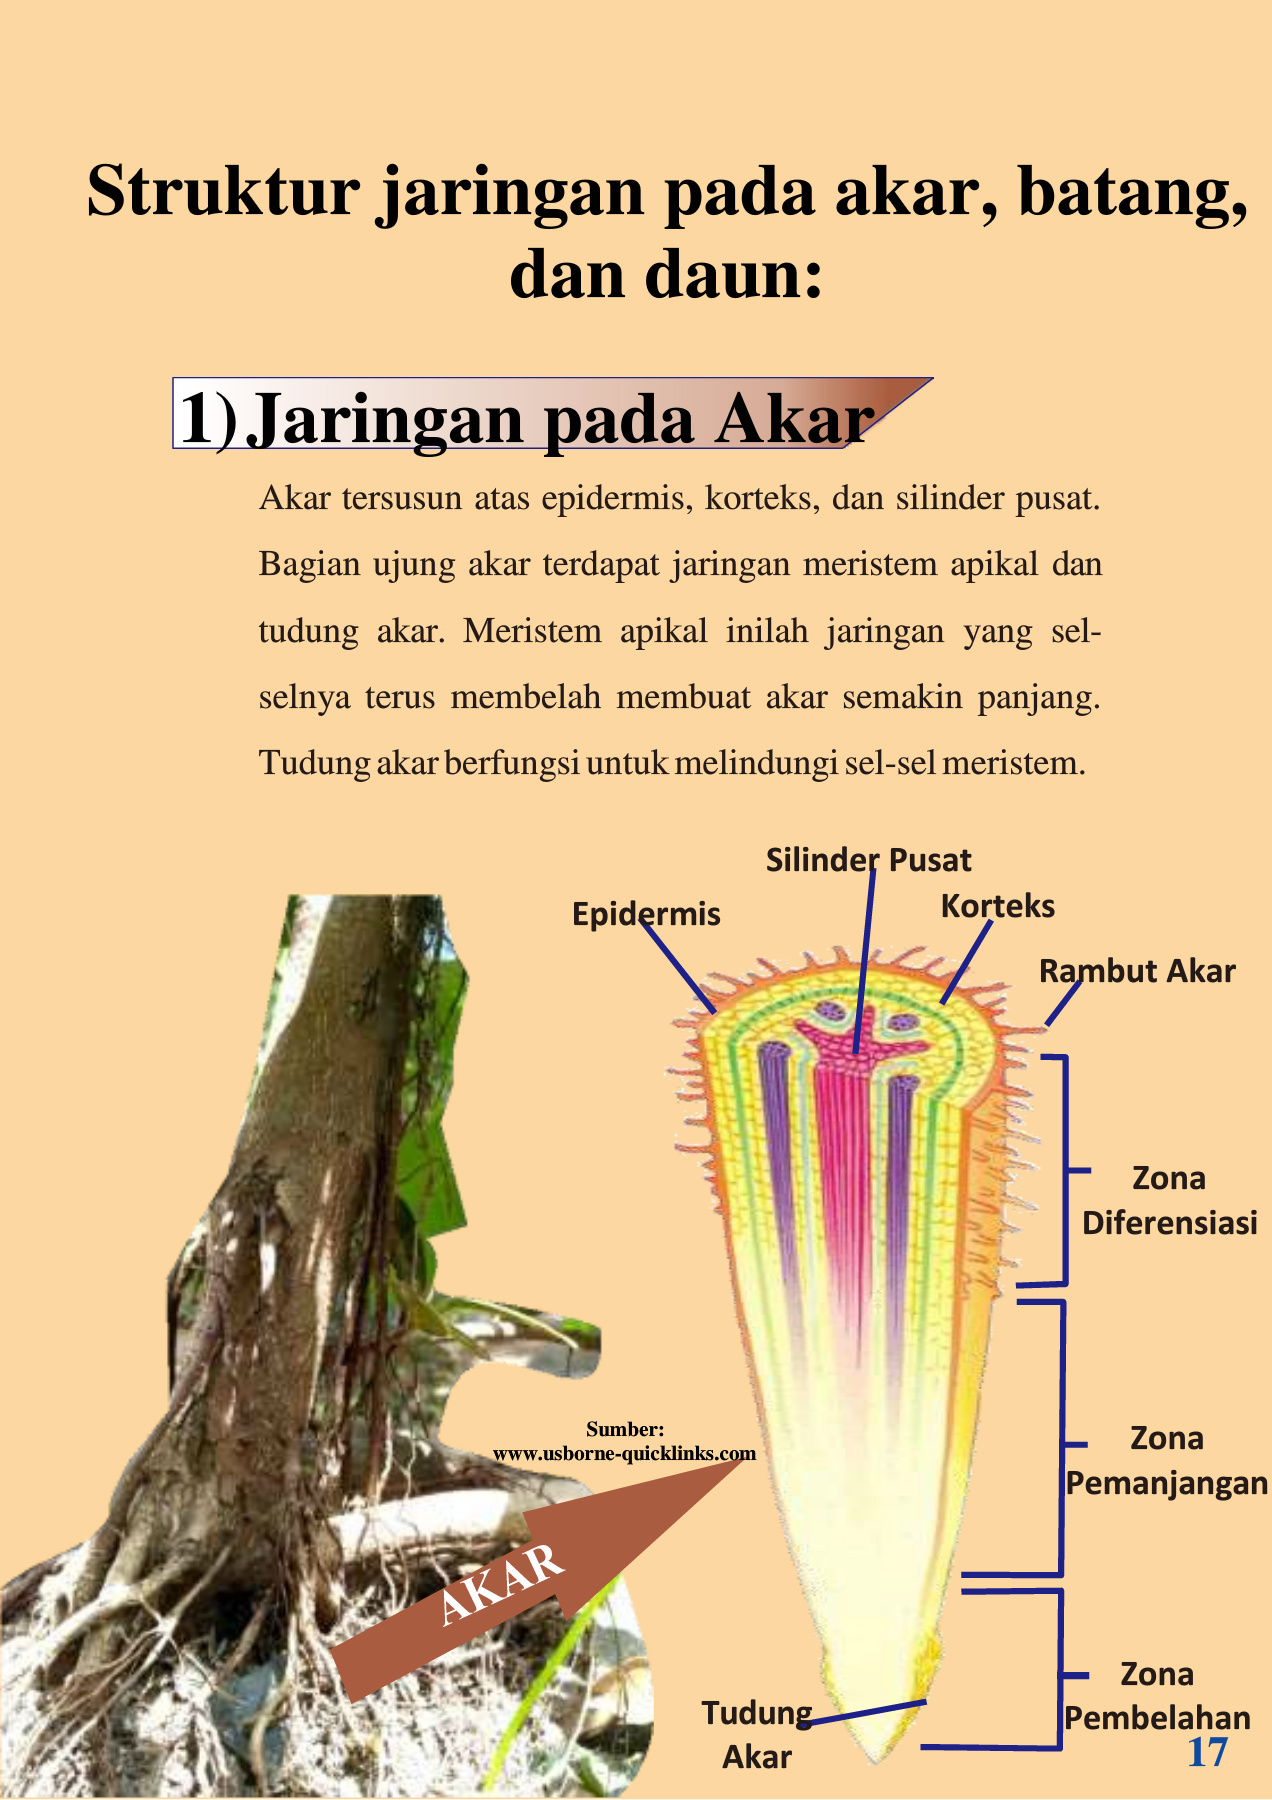 Struktur jaringan pada akar, batang,
dan daun:
1) Jaringan pada Akar
Akar tersusun atas epidermis, korteks, dan silinder pusat.
Bagian ujung akar terdapat jaringan meristem apikal dan
tudung akar. Meristem apikal inilah jaringan yang sel-
selnya terus membelah membuat akar semakin panjang.
Tudung akar berfungsi untuk melindungi sel-sel meristem.
Silinder Pusat
Epidermis
Korteks
Rambut Akar
Zona
Diferensiasi
Sumber:
www.usborne-quicklinks.com
Zona
Pemanjangan
AKAR
Zona
Pembelahan
Tudung
Akar
17